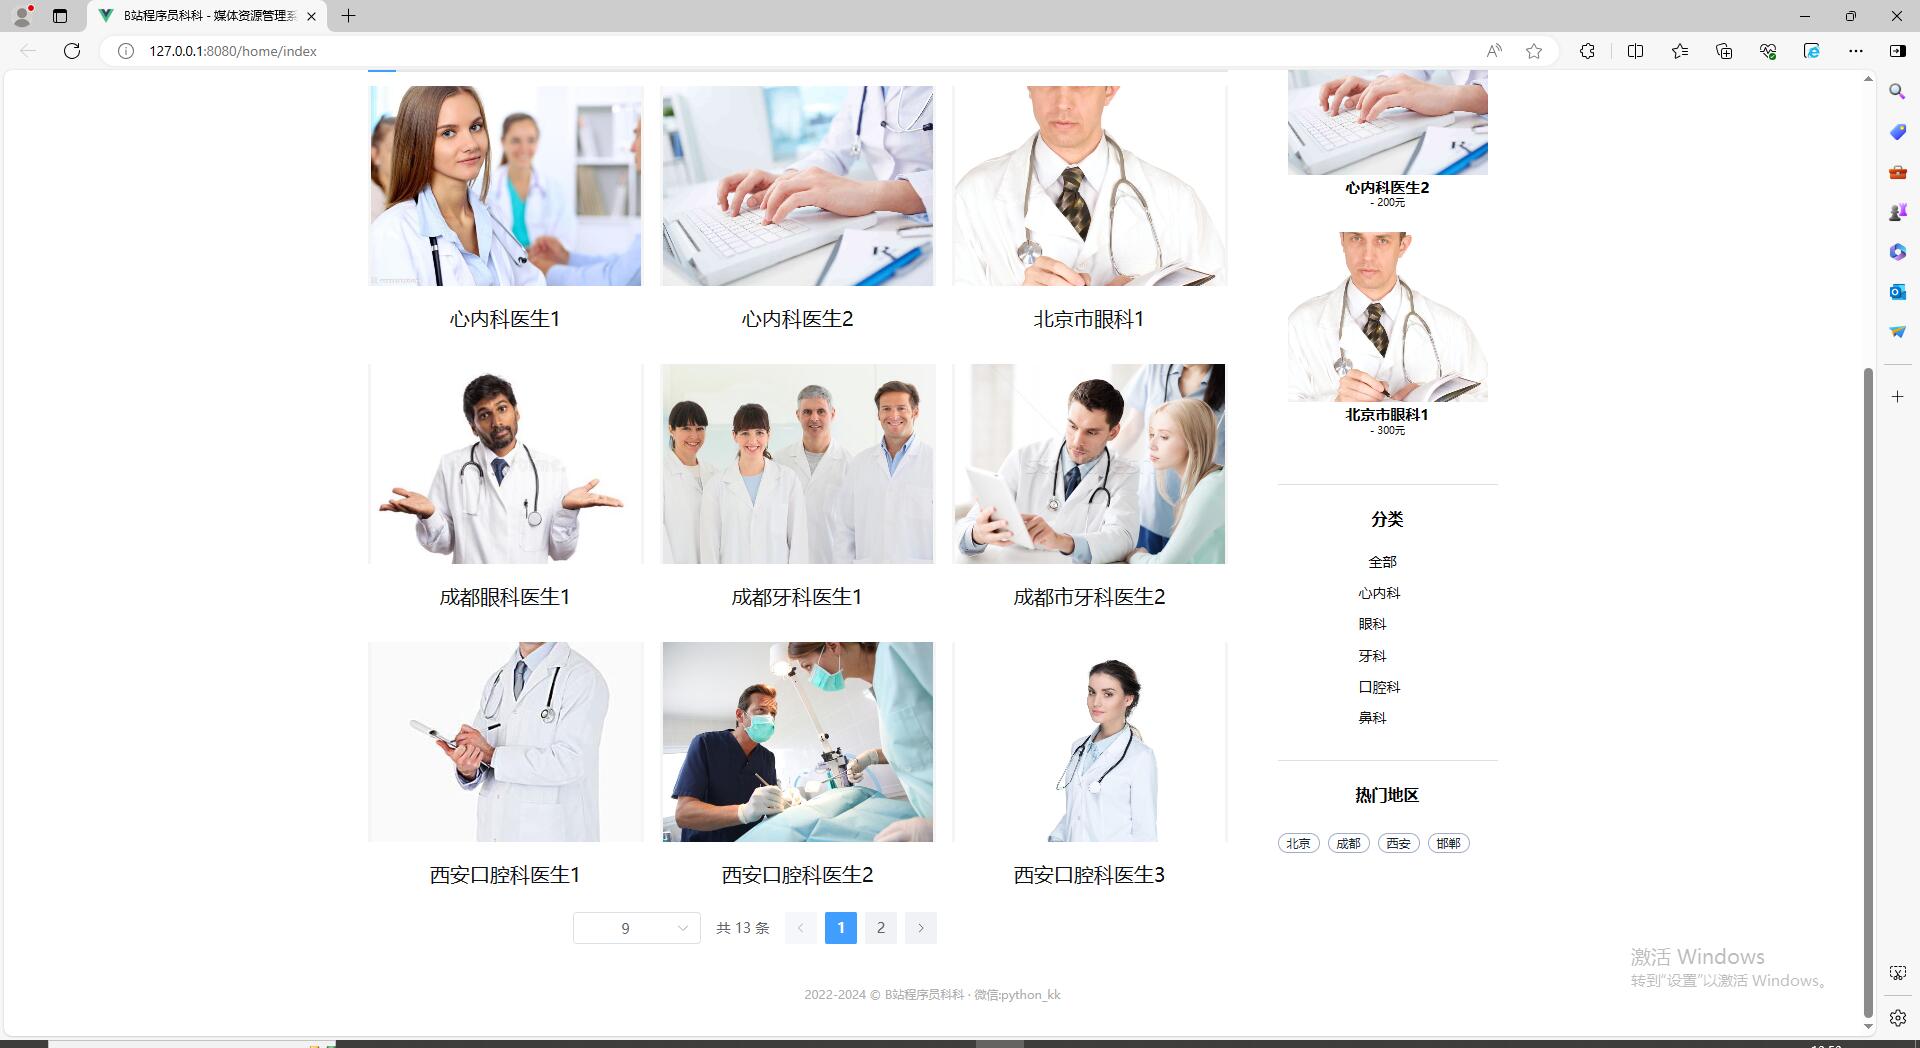 B站程序员科科 - 媒体资源管理系
127.0.0.1:8080/home/index
心内科医生1
心内科医生2
北京市眼科1
成都眼科医生1
成都牙科医生1
成都市牙科医生2
西安口腔科医生1
西安口腔科医生2
西安口腔科医生3
9
共 13 条
1
2
心内科医生2
- 200元
北京市眼科1
- 300元
分类
全部
心内科
眼科
牙科
口腔科
鼻科
热门地区
北京
成都
西安
邯郸
2022-2024 © B站程序员科科 · 微信:python_kk
激活 Windows
转到“设置”以激活 Windows。